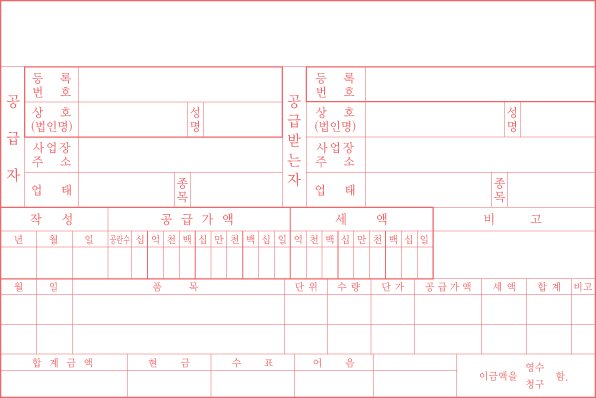 공급자
등 록 번 호
상 호 (법인명)
성명
사업장 주 소
업 태
종목
공급받는자
등 록 번 호
상 호 (법인명)
성명
사업장 주 소
업 태
종목
작 성 공 급 가 액 세 액 비 고
년 월 일 공란수 십 억 천 백 십 만 천 백 십 일 억 천 백 십 만 천 백 십 일
월 일 품 목 단 위 수 량 단 가 공 급 가 액 세 액 합 계 비고
합 계 금 액 현 금 수 표 어 음
이금액을 영수 청구 함.